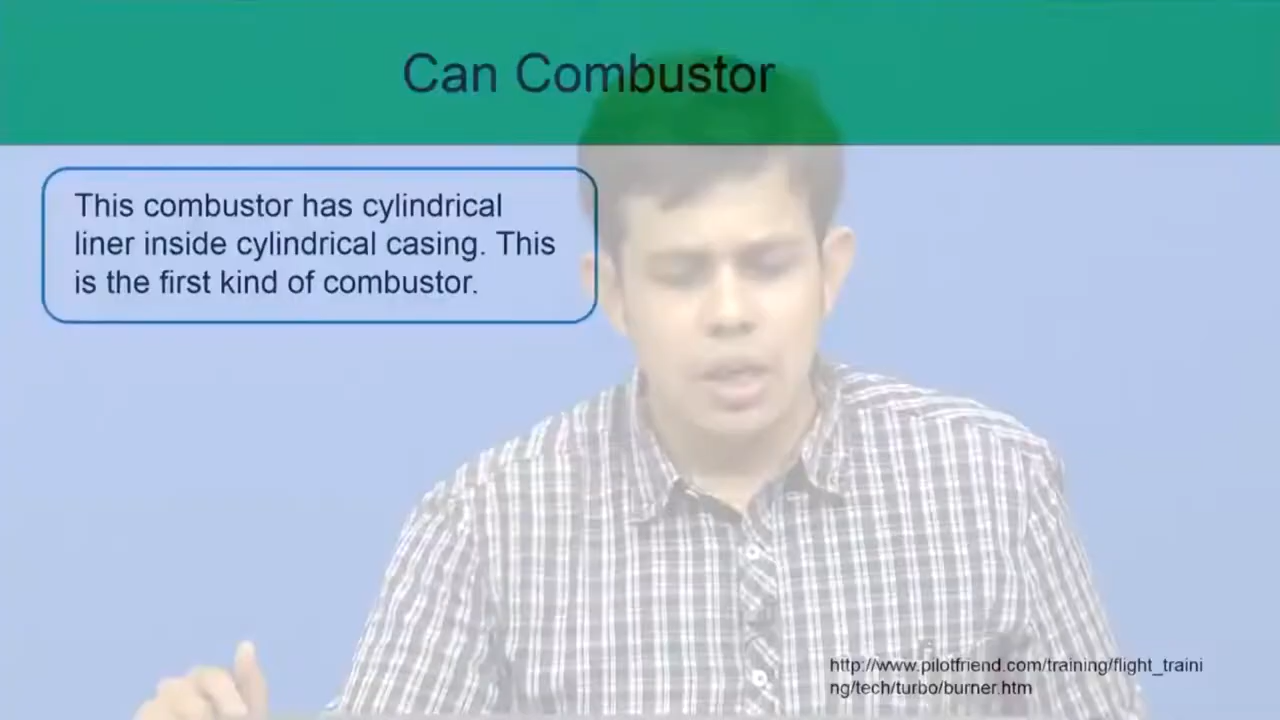 Can Combustor
This combustor has cylindrical
liner inside cylindrical casing. This
is the first kind of combustor.
http://www.pilotfriend.com/training/flight_traini
ng/tech/turbo/burner.htm